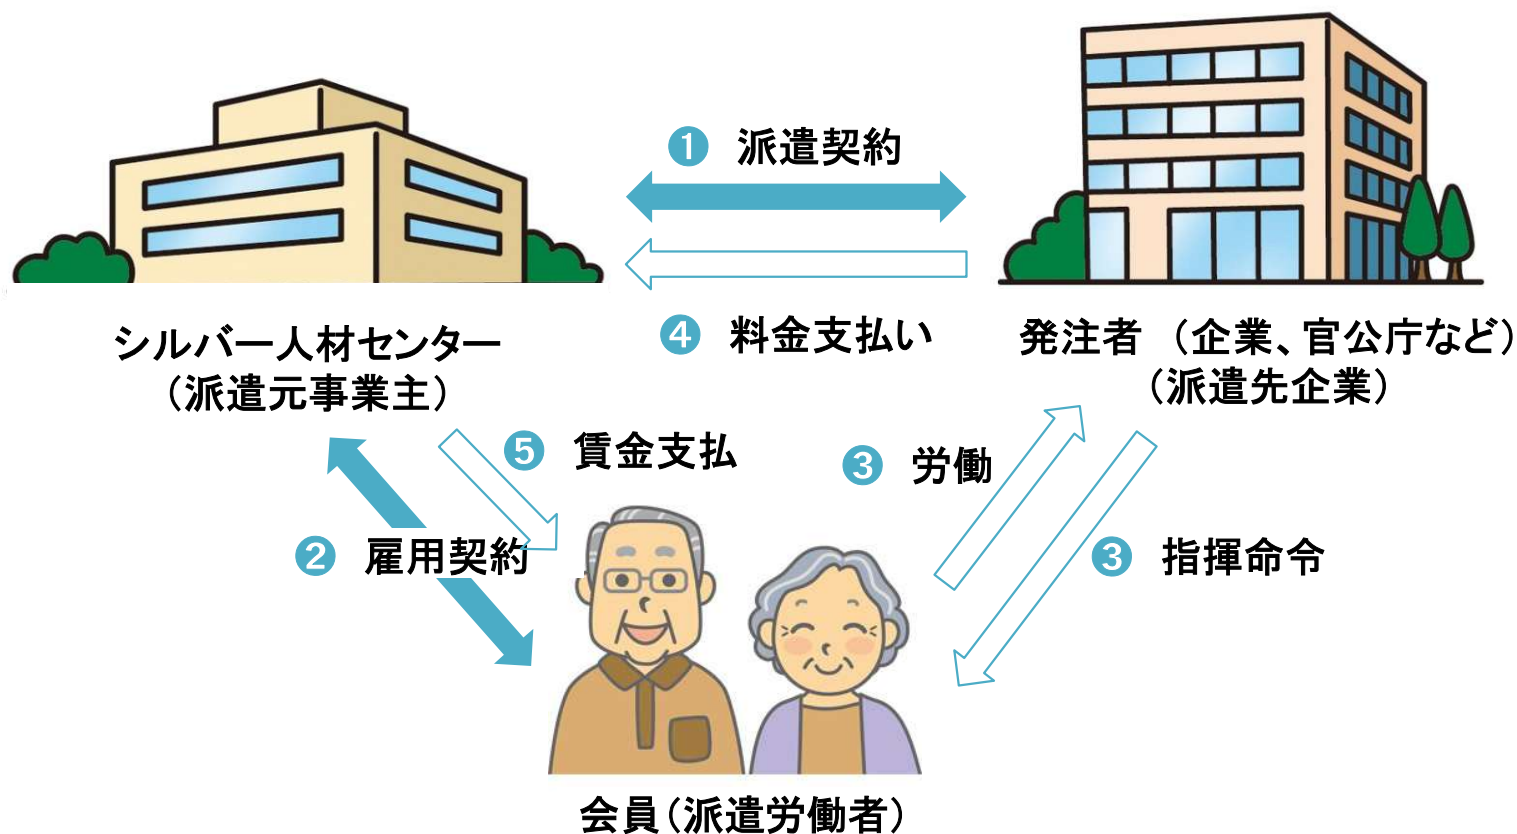 ❶ 派遣契約
❹ 料金支払い
シルバー人材センター
（派遣元事業主）
発注者 （企業、官公庁など）
（派遣先企業）
❺ 賃金支払
❸ 労働
❷ 雇用契約
❸ 指揮命令
会員（派遣労働者）